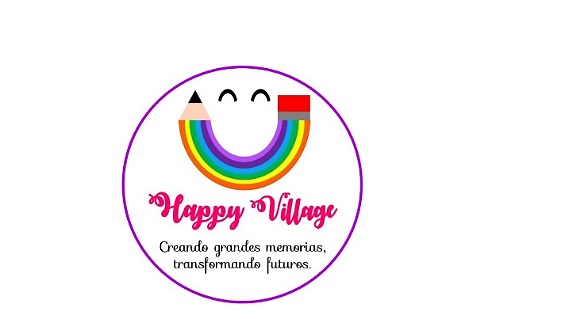 Happy Village
Creando grandes memorias,
transformando futuros.